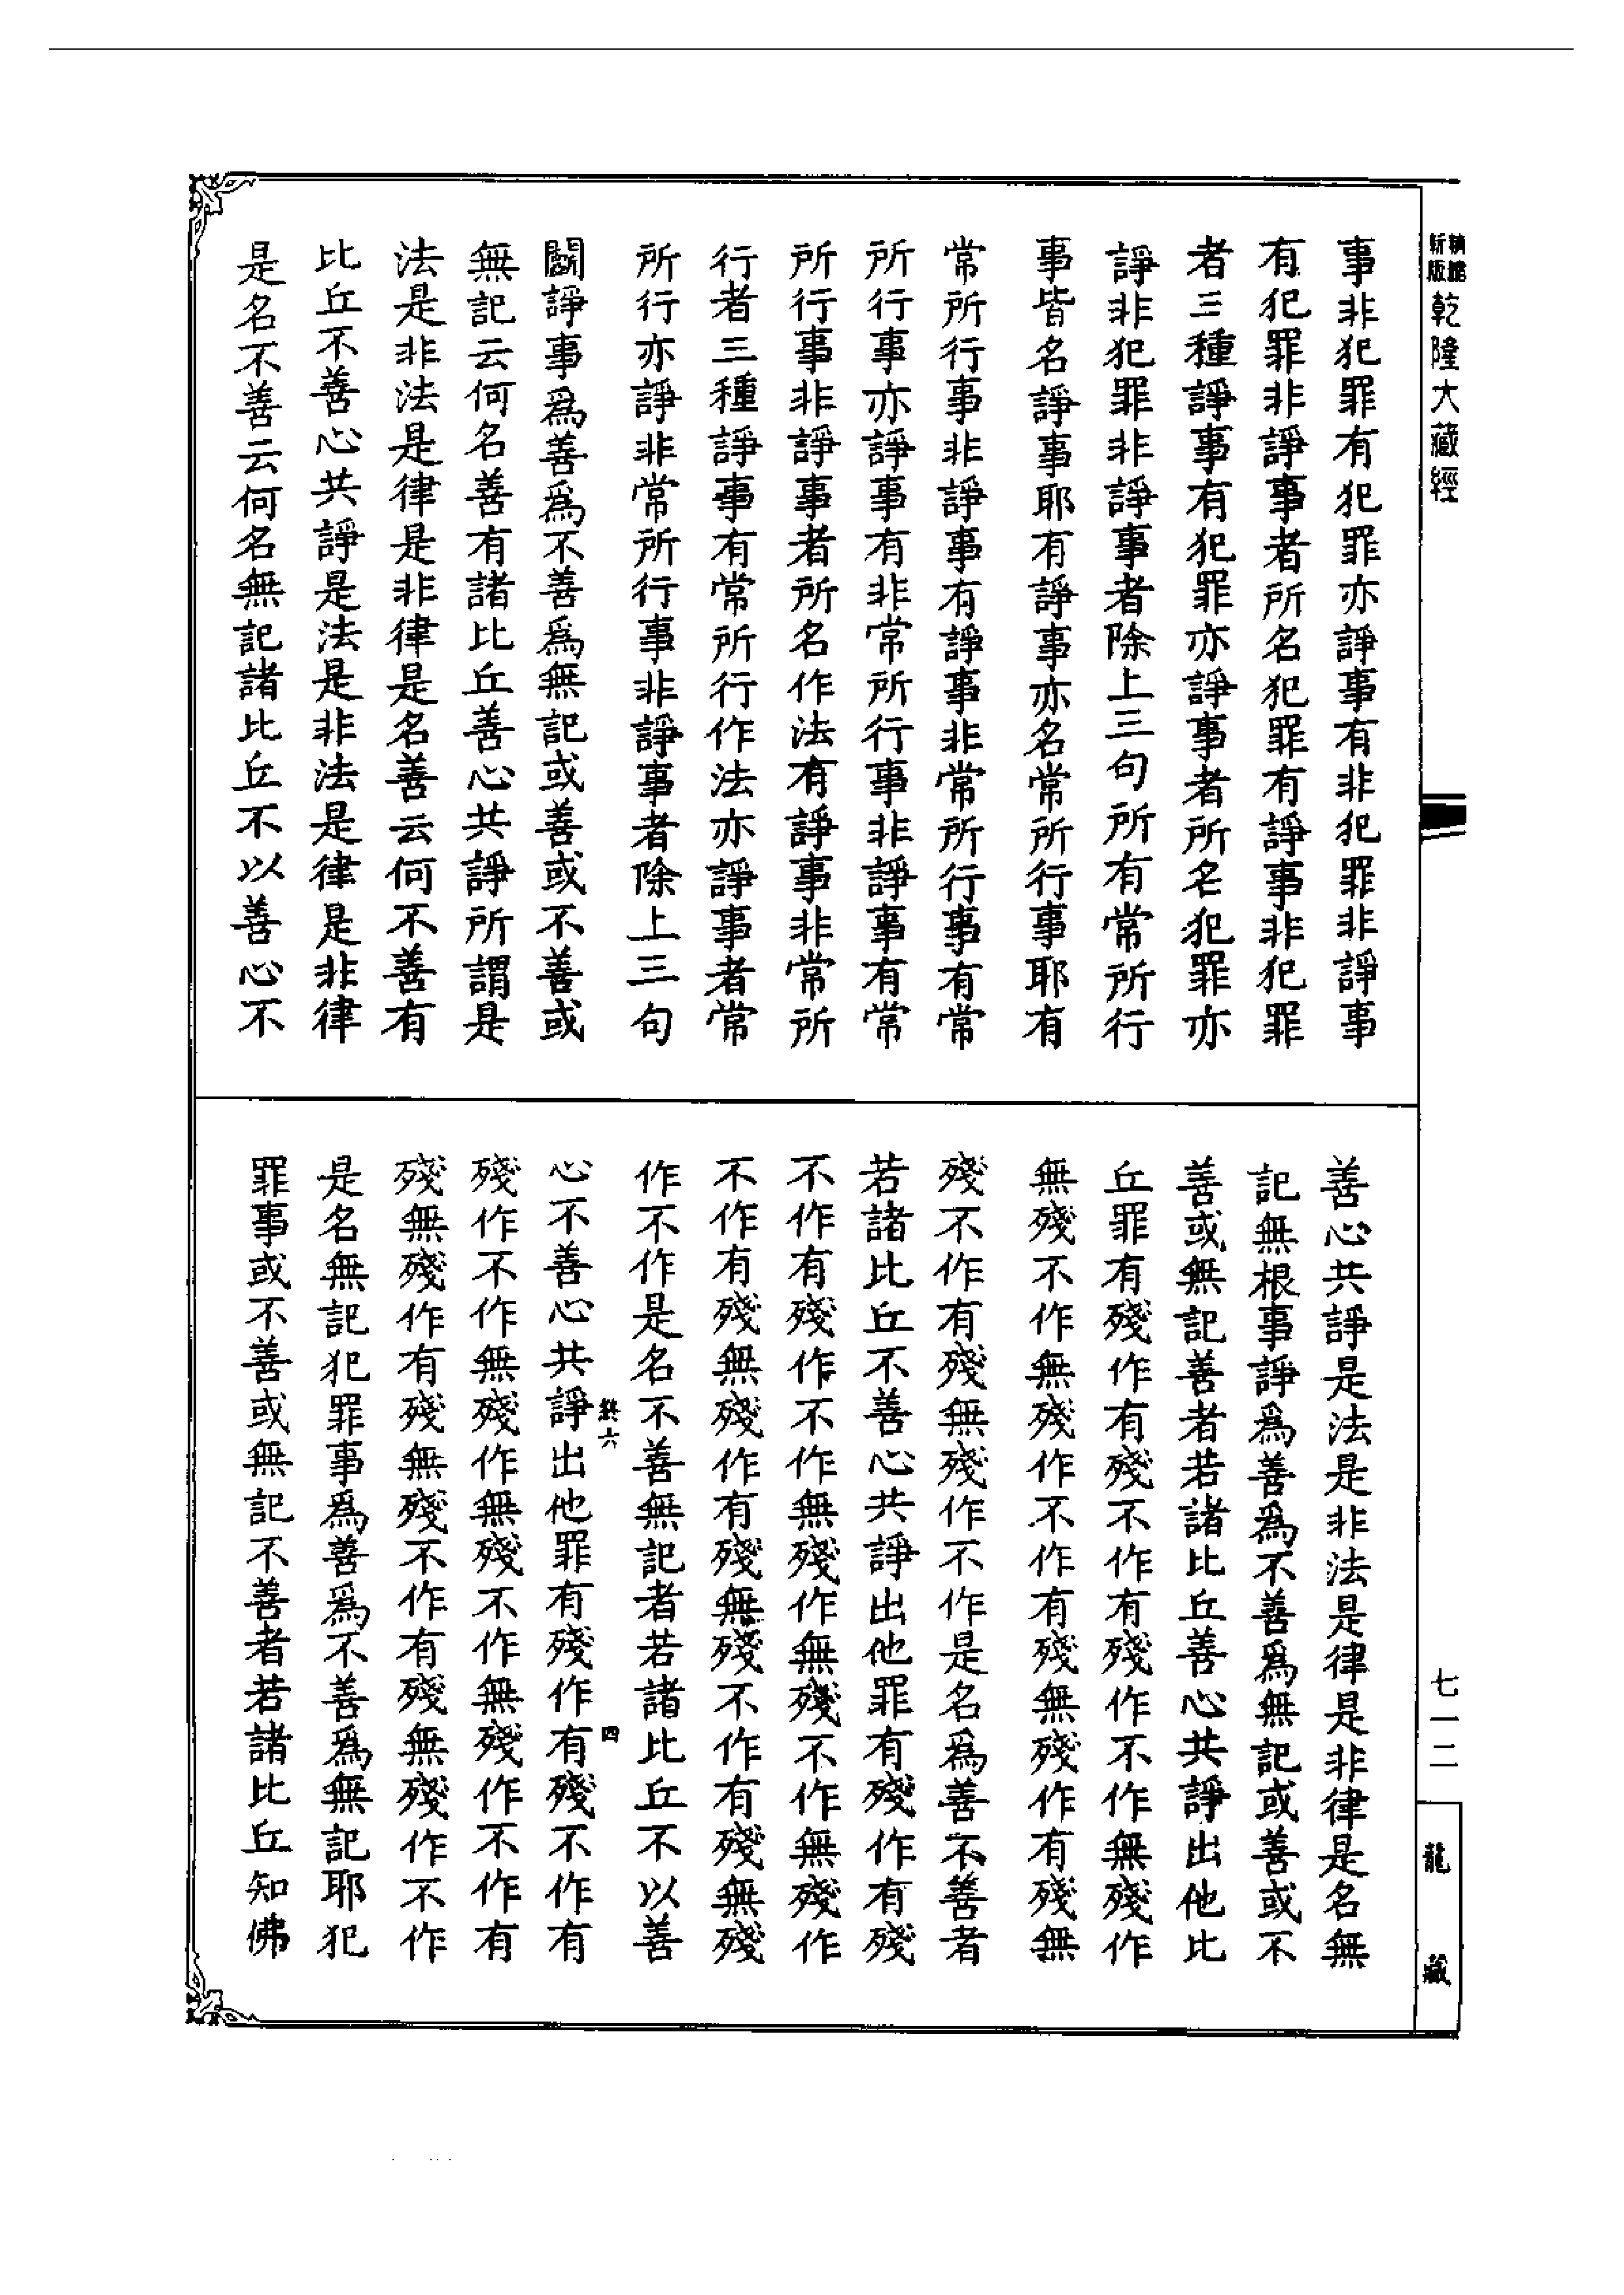 新版精縮乾隆大藏經
事非犯罪有犯罪亦諍事有非犯罪非諍事
有犯罪非諍事者所名犯罪有諍事非犯罪
者三種諍事有犯罪亦諍事者所名犯罪亦
諍非犯罪非諍事者除上三句所有常所行
事皆名諍事耶有諍事亦名常所行事耶有
常所行事非諍事有諍事非常所行事有常
所行事亦諍事有非常所行事非諍事有常
所行事非諍事者所名作法有諍事非常所
行者三種諍事有常所行作法亦諍事者常
所行亦諍非常所行事非諍事者除上三句
鬭諍事爲善爲不善爲無記或善或不善或
無記云何名善有諸比丘善心共諍所謂是
法是非法是律是非律是名善云何不善有
比丘不善心共諍是法是非法是律是非律
是名不善云何名無記諸比丘不以善心不
善心共諍是法是非法是律是非律是名無
記無根事諍爲善爲不善爲無記或善或不
善或無記善者若諸比丘善心共諍出他比
丘罪有殘作有殘不作有殘作不作無殘作
無殘不作無殘作不作有殘無殘作有殘無
殘不作有殘無殘作不作是名爲善不善者
若諸比丘不善心共諍出他罪有殘作有殘
不作有殘作不作無殘作無殘不作無殘作
不作有殘無殘作有殘無殘不作有殘無殘
作不作是名不善無記者若諸比丘不以善
終六 四
心不善心共諍出他罪有殘作有殘不作有
殘作不作無殘作無殘不作無殘作不作有
殘無殘作有殘無殘不作有殘無殘作不作
是名無記犯罪事爲善爲不善爲無記耶犯
罪事或不善或無記不善者若諸比丘知佛
七一二
龍藏